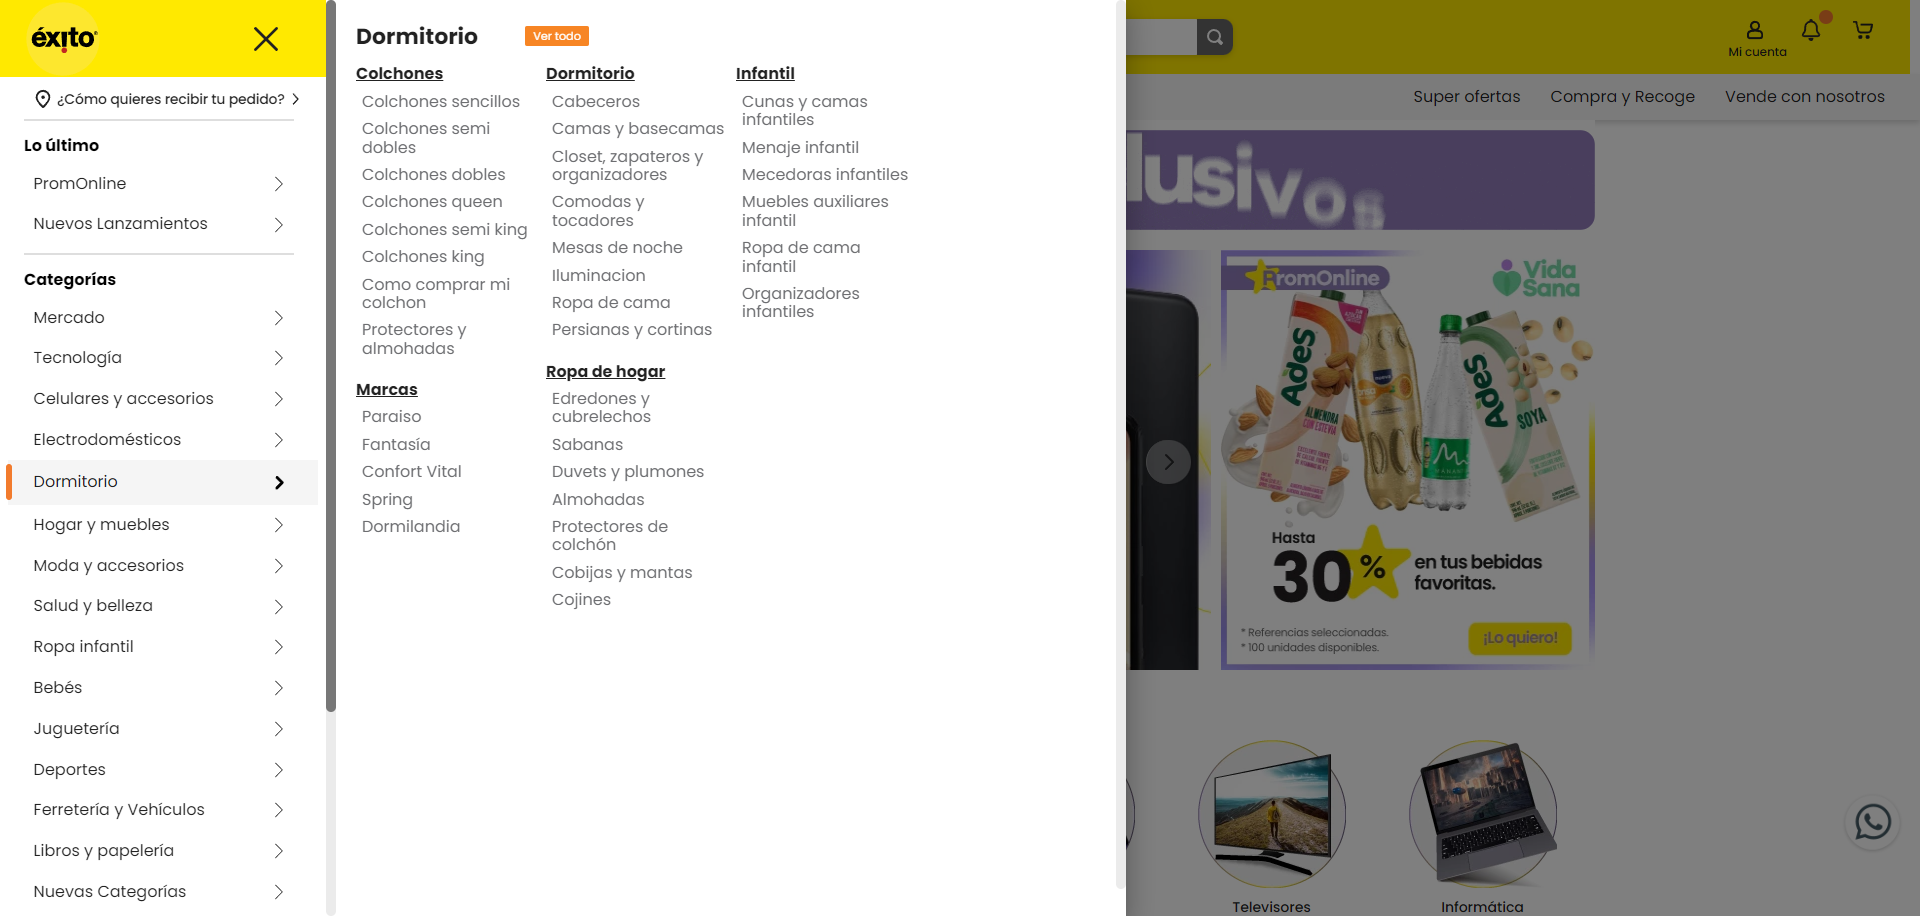 éxito
¿Cómo quieres recibir tu pedido?
Lo último
PromOnline
Nuevos Lanzamientos
Categorías
Mercado
Tecnología
Celulares y accesorios
Electrodomésticos
Dormitorio
Hogar y muebles
Moda y accesorios
Salud y belleza
Ropa infantil
Bebés
Juguetería
Deportes
Ferretería y Vehículos
Libros y papelería
Nuevas Categorías
Dormitorio
Ver todo
Colchones
Colchones sencillos
Colchones semi
dobles
Colchones dobles
Colchones queen
Colchones semi king
Colchones king
Como comprar mi
colchon
Protectores y
almohadas
Marcas
Paraiso
Fantasía
Confort Vital
Spring
Dormilandia
Dormitorio
Cabeceros
Camas y basecamas
Closet, zapateros y
organizadores
Comodas y
tocadores
Mesas de noche
Iluminacion
Ropa de cama
Persianas y cortinas
Ropa de hogar
Edredones y
cubrelechos
Sabanas
Duvets y plumones
Almohadas
Protectores de
colchón
Cobijas y mantas
Cojines
Infantil
Cunas y camas
infantiles
Menaje infantil
Mecedoras infantiles
Muebles auxiliares
infantil
Ropa de cama
infantil
Organizadores
infantiles
Mi cuenta
Super ofertas
Compra y Recoge
Vende con nosotros
lusivos
PromOnline
Vida
Sana
AdeS
ALMENDRA
CON ESTEVIA
AdeS
SOYA
Hasta
30%
en tus bebidas
favoritas.
* Referencias seleccionadas.
* 100 unidades disponibles.
¡Lo quiero!
Televisores
Informática